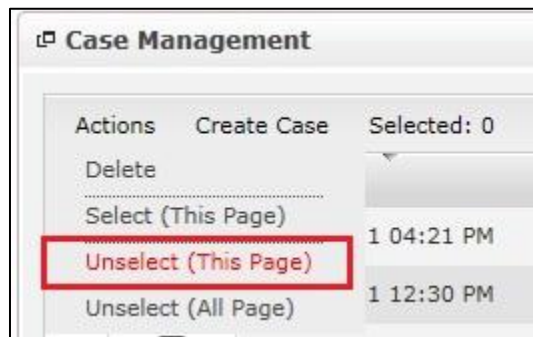 Case Management
Actions Create Case Selected: 0
Delete
Select (This Page)
1 04:21 PM
Unselect (This Page)
1 12:30 PM
Unselect (All Page)